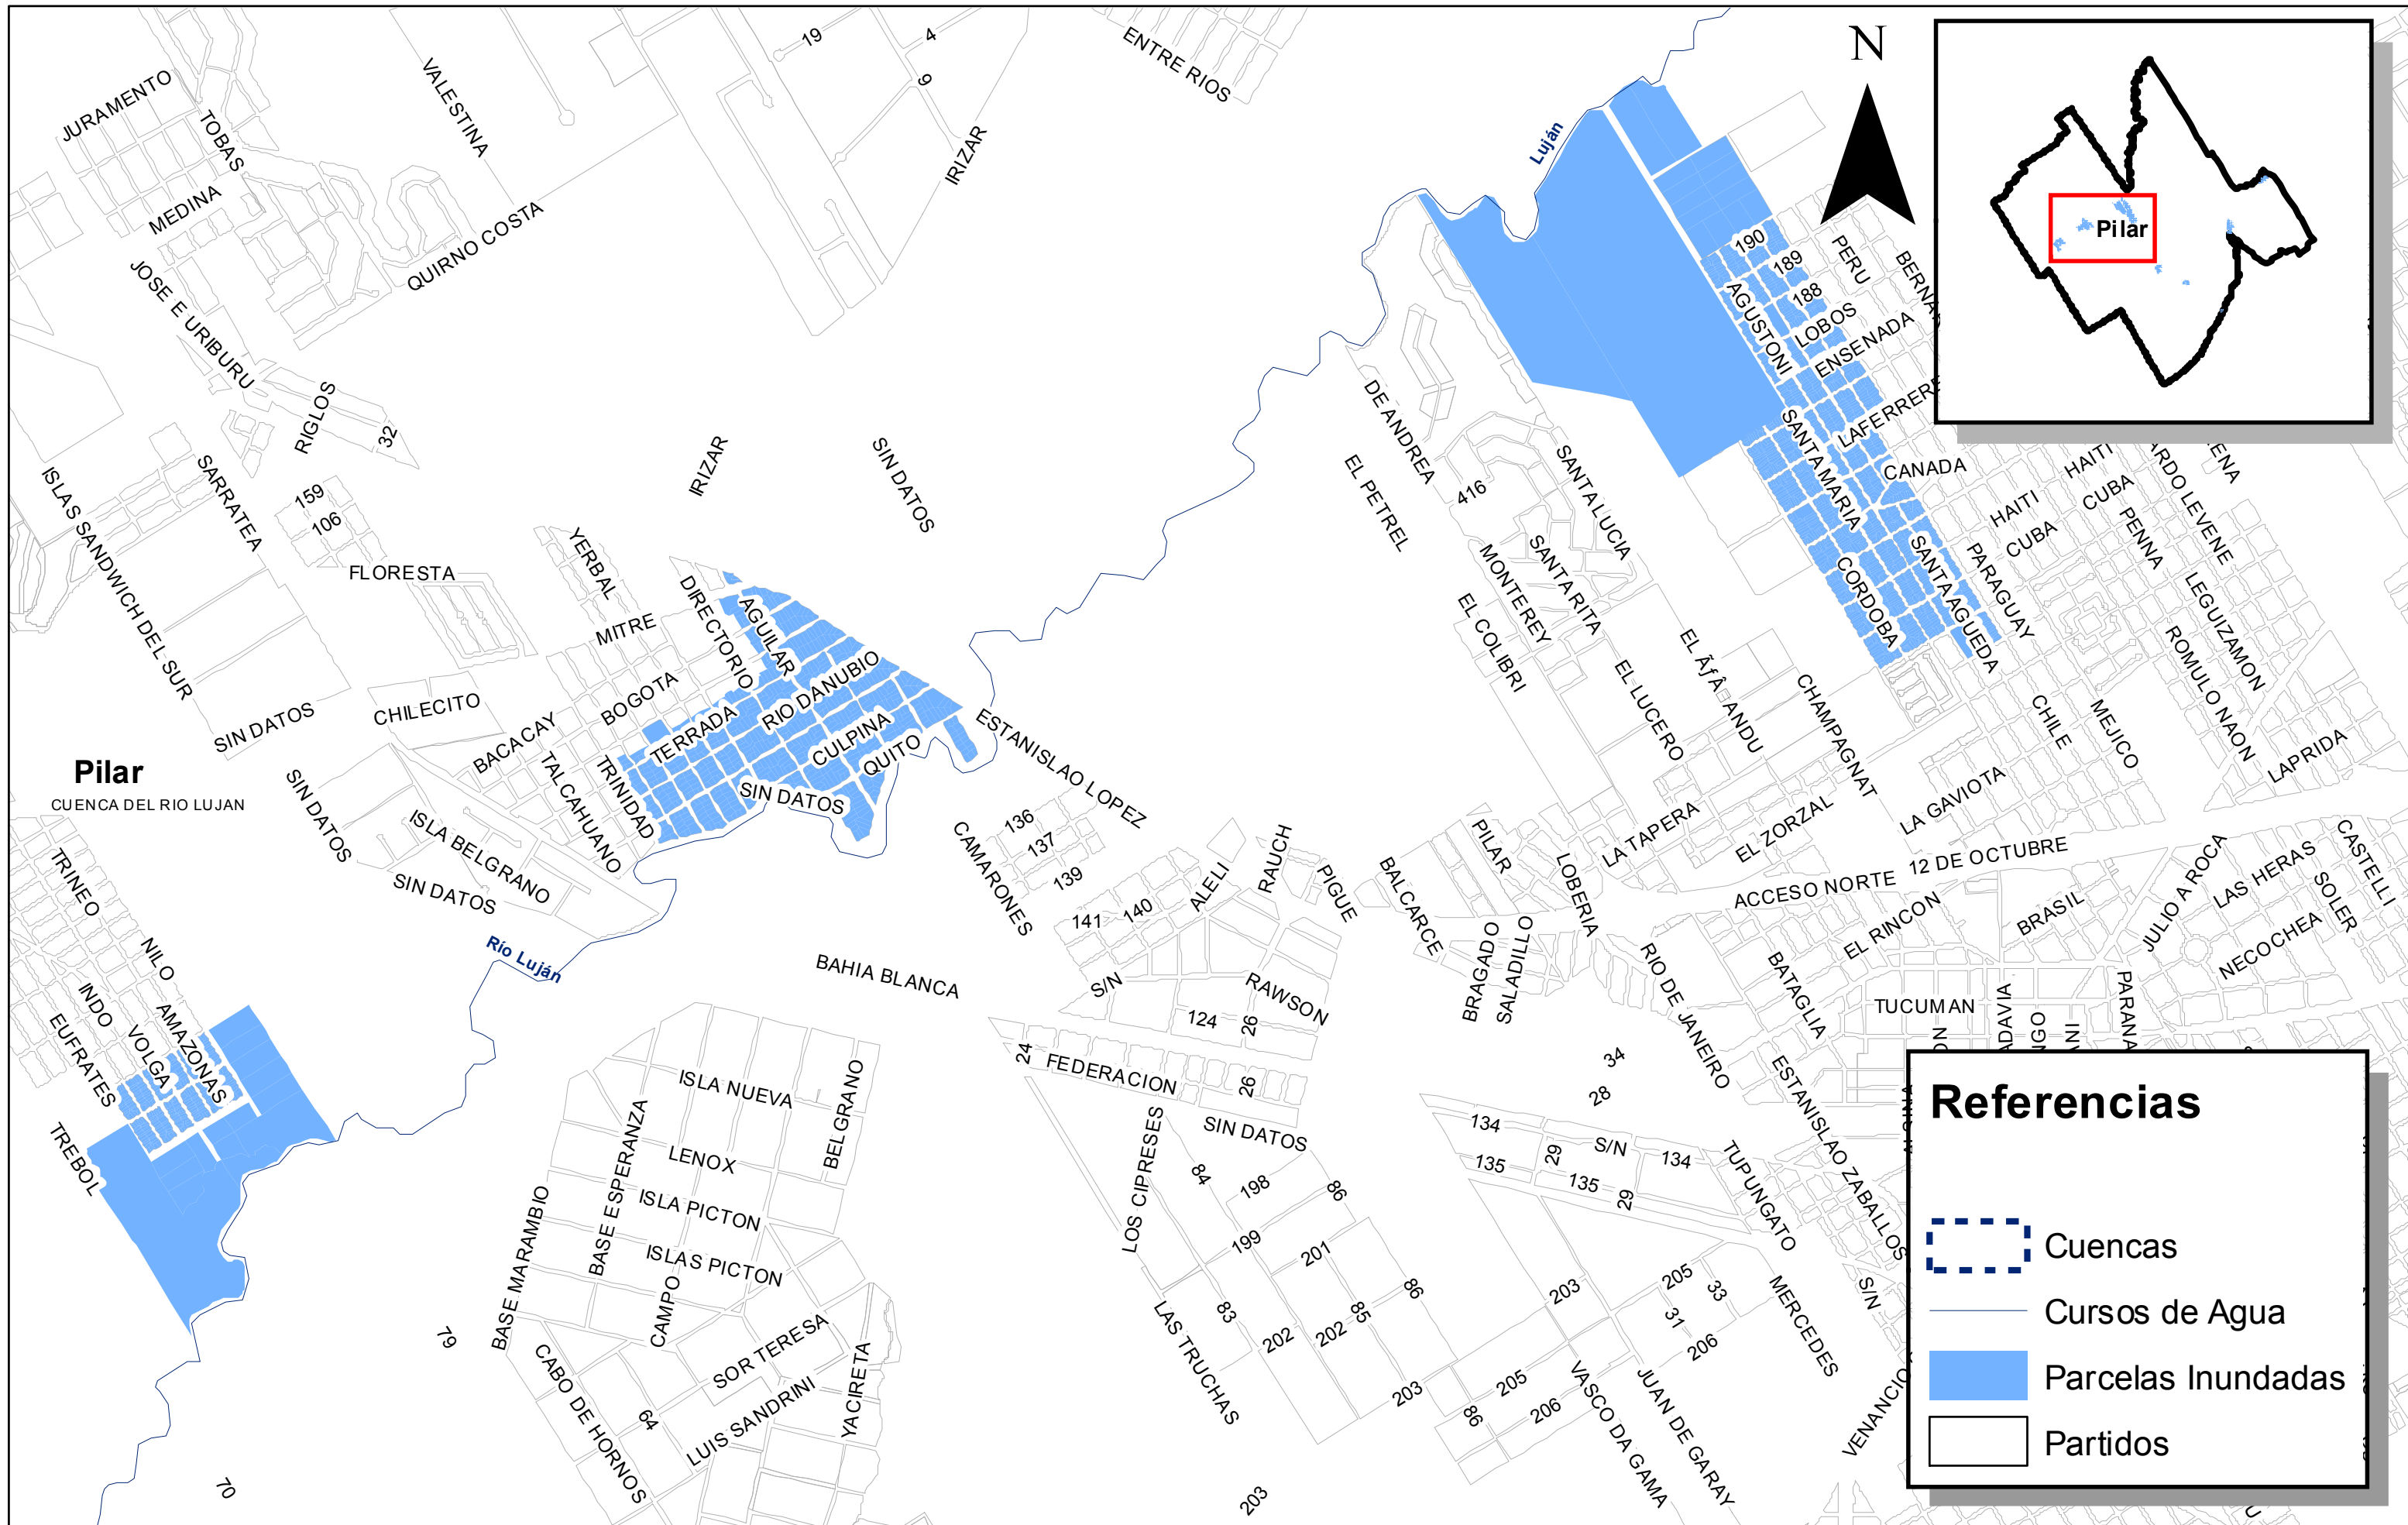 19
4
9
ENTRE RIOS
N
JURAMENTO
TOBAS
VALESTINA
IRIZAR
Luján
MEDINA
QUIRNO COSTA
Pilar
190
189
188
PERU
JOSE E URIBURU
AGUSTONI
LOBOS
ENSENADA
RIGLOS
32
DE ANDREA
LAFERRERE
SANTA MARIA
CANADA
HAITI
HAITI
CUBA
CUBA
PENNA
ISLAS SANDWICH DEL SUR
SARRATEA
159
106
IRIZAR
SIN DATOS
EL PETREL
416
SANTA LUCIA
FLORESTA
YERBAL
MITRE
DIRECTORIO
AGUILAR
MONTERREY
SANTA RITA
EL COLIBRI
CORDOBA
SANTA AGUEDA
PARAGUAY
LEGUIZAMON
ROMULO NAON
SIN DATOS
CHILECITO
BACACAY
BOGOTA
TERRADA
RIO DANUBIO
CULPINA
QUITO
ESTANISLAO LOPEZ
EL LUCERO
EL ÃƒÂ‘ANDU
CHAMPAGNAT
CHILE
MEJICO
LAPRIDA
Pilar
CUENCA DEL RIO LUJAN
SIN DATOS
TALCAHUANO
TRINIDAD
SIN DATOS
ISLA BELGRANO
SIN DATOS
CAMARONES
136
137
139
141
140
ALELI
RAUCH
PIGUE
BALCARCE
PILAR
LOBERIA
LA TAPERA
EL ZORZAL
LA GAVIOTA
ACCESO NORTE
12 DE OCTUBRE
JULIO A ROCA
LAS HERAS
CASTELLI
SOLER
NECOCHEA
TRINEO
NILO
INDO
VOLGA
AMAZONAS
EUFRATES
TREBOL
Río Luján
BAHIA BLANCA
S/N
RAWSON
124
26
BRAGADO
SALADILLO
RIO DE JANEIRO
BATAGLIA
EL RINCON
BRASIL
TUCUMAN
PARANA
24
FEDERACION
26
SIN DATOS
34
28
ISLA NUEVA
BELGRANO
LENOX
ISLA PICTON
ISLAS PICTON
BASE ESPERANZA
BASE MARAMBIO
CAMPO
LOS CIPRESES
84
198
86
199
201
134
135
29
S/N
134
135
29
TUPUNGATO
ESTANISLAO ZABALLOS
S/N
79
70
CABO DE HORNOS
64
SOR TERESA
LUIS SANDRINI
YACIRETA
LAS TRUCHAS
83
202
202
85
86
203
203
203
205
33
31
206
205
206
86
MERCEDES
VASCO DA GAMA
JUAN DE GARAY
Referencias
Cuencas
Cursos de Agua
Parcelas Inundadas
Partidos